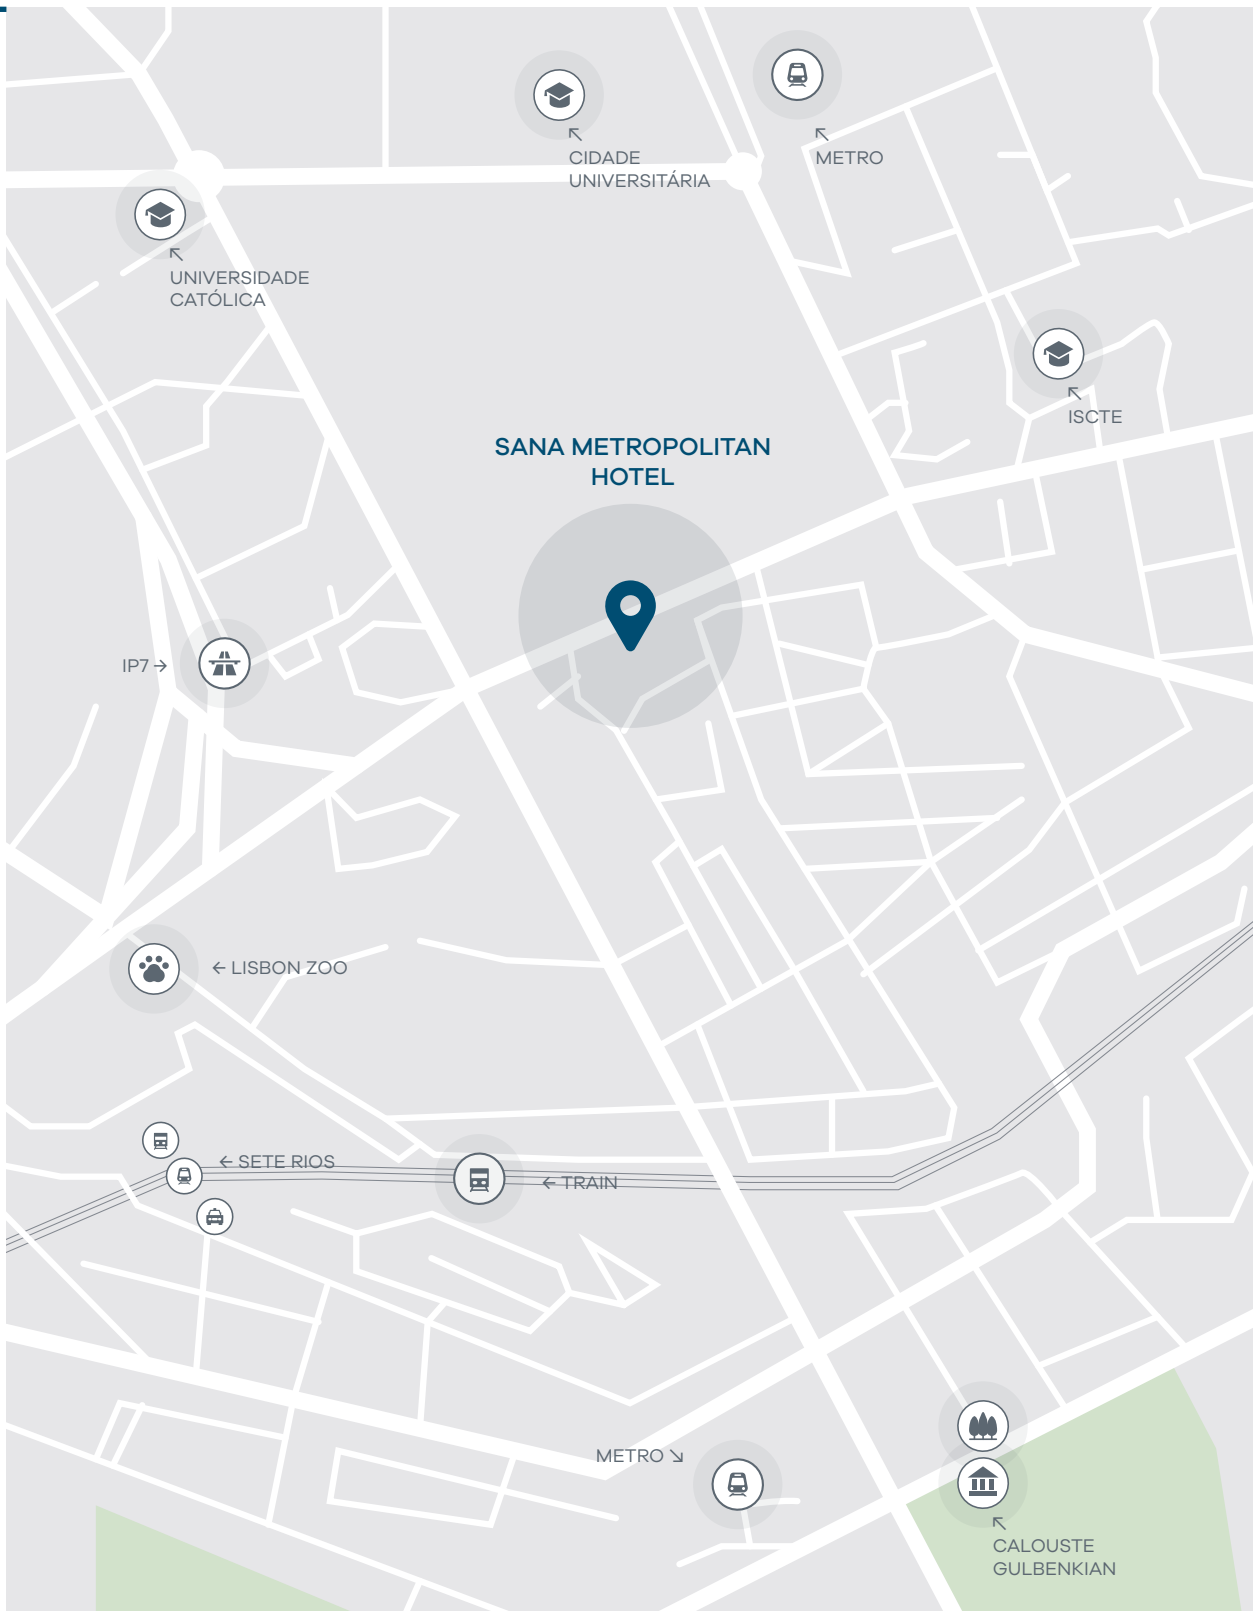 CIDADE
UNIVERSITÁRIA
METRO
UNIVERSIDADE
CATÓLICA
ISCTE
SANA METROPOLITAN
HOTEL
IP7 →
← LISBON ZOO
← SETE RIOS
← TRAIN
METRO ↘
CALOUSTE
GULBENKIAN